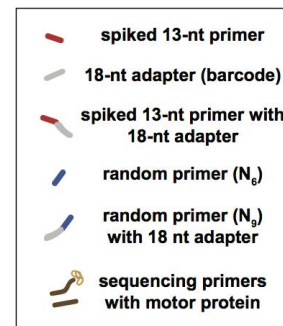 spiked 13-nt primer
18-nt adapter (barcode)
spiked 13-nt primer with
18-nt adapter
random primer (N₆)
random primer (N₉)
with 18 nt adapter
sequencing primers
with motor protein